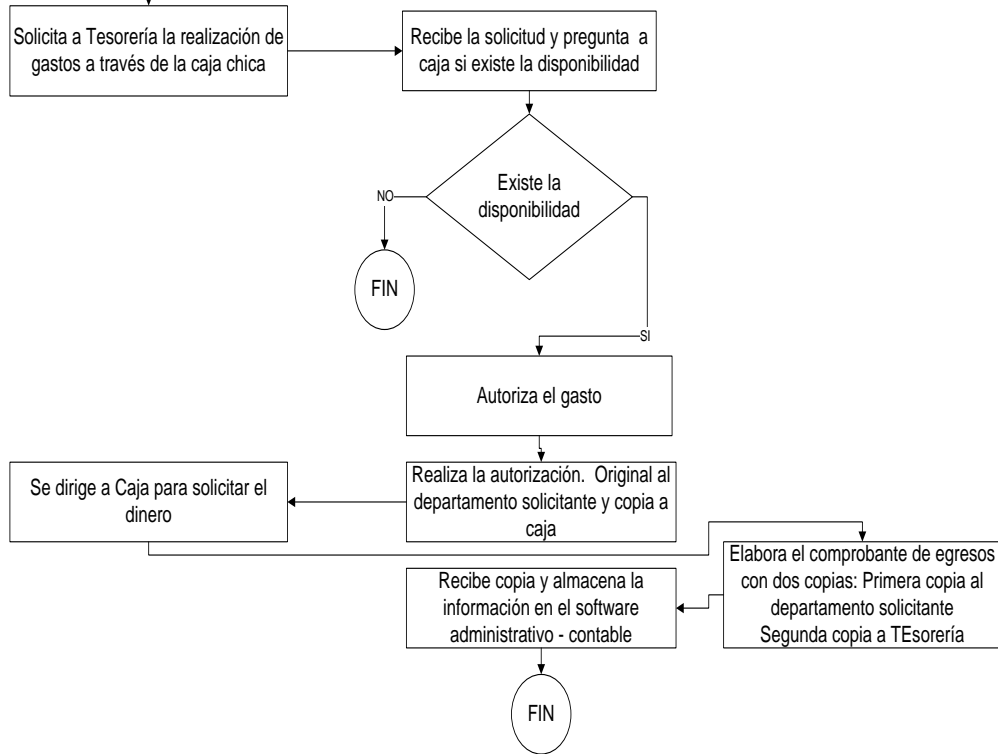 Solicita a Tesorería la realización de
gastos a través de la caja chica
Recibe la solicitud y pregunta a
caja si existe la disponibilidad
Existe la
disponibilidad
NO
FIN
SI
Autoriza el gasto
Realiza la autorización. Original al
departamento solicitante y copia a
caja
Se dirige a Caja para solicitar el
dinero
Elabora el comprobante de egresos
con dos copias: Primera copia al
departamento solicitante
Segunda copia a TEsorería
Recibe copia y almacena la
información en el software
administrativo - contable
FIN